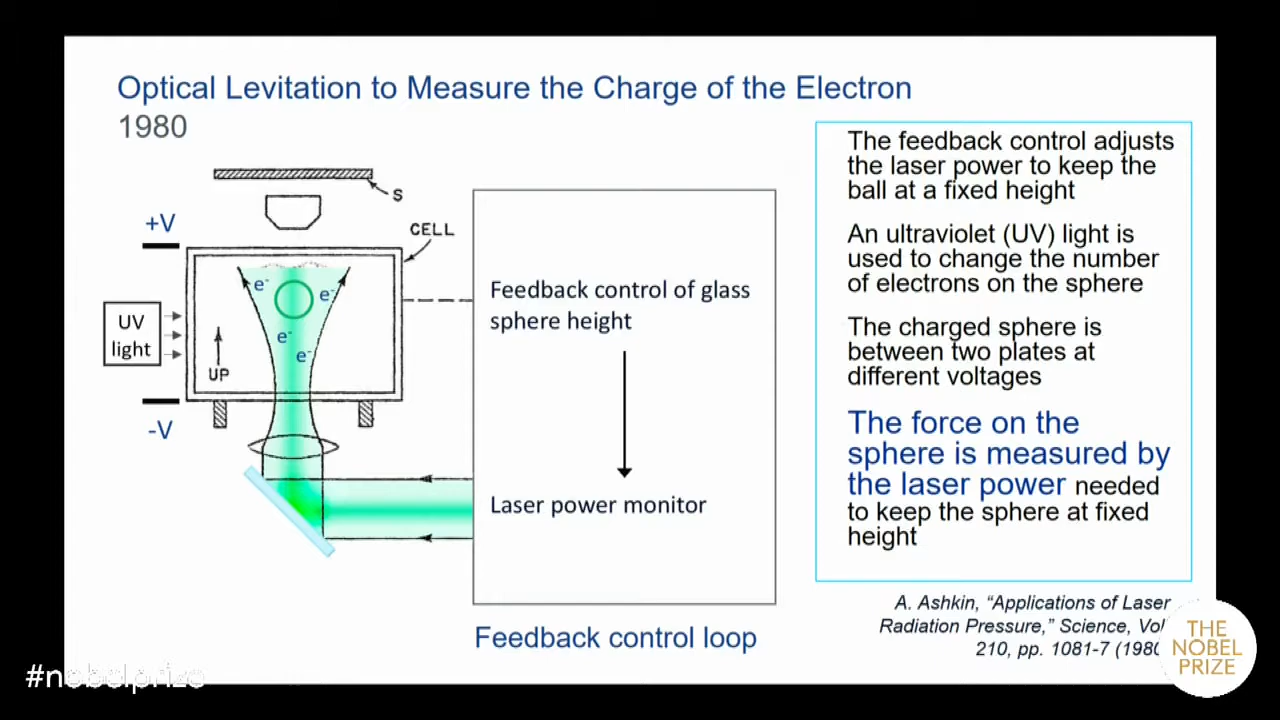 Optical Levitation to Measure the Charge of the Electron
1980
S
+V
CELL
e-
e-
e-
e-
UV
light
UP
-V
Feedback control of glass
sphere height
Laser power monitor
Feedback control loop
The feedback control adjusts
the laser power to keep the
ball at a fixed height
An ultraviolet (UV) light is
used to change the number
of electrons on the sphere
The charged sphere is
between two plates at
different voltages
The force on the
sphere is measured by
the laser power needed
to keep the sphere at fixed
height
A. Ashkin, "Applications of Laser
Radiation Pressure," Science, Vol.
210, pp. 1081-7 (1980
THE
NOBEL
PRIZE
#nobelprize